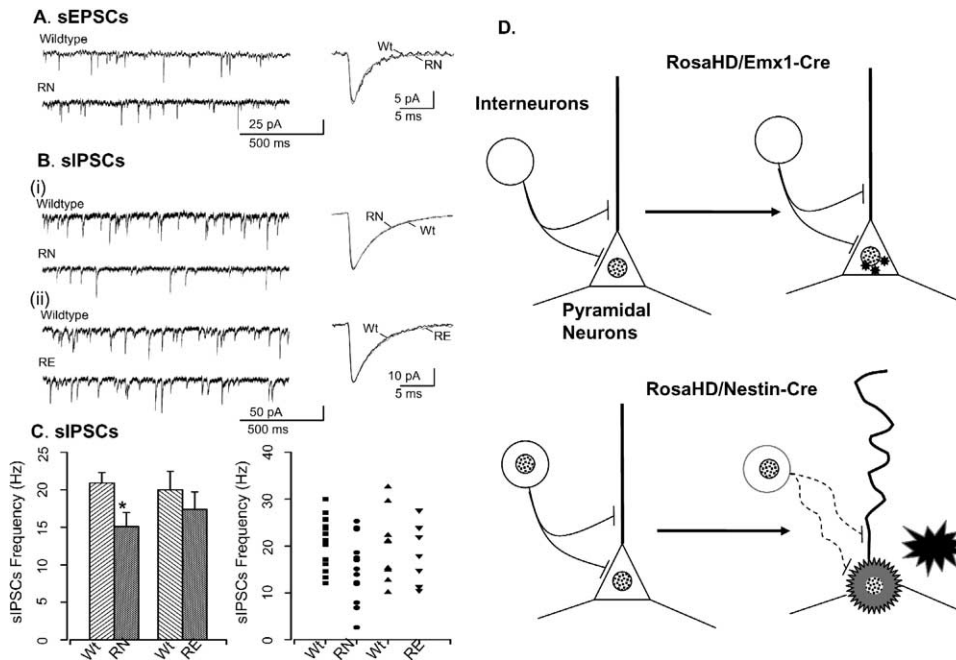 A. sEPSCs
Wildtype
RN
Wt
RN
5 pA
5 ms
25 pA
500 ms
B. sIPSCs
(i)
Wildtype
RN
RN
Wt
(ii)
Wildtype
RE
Wt
RE
10 pA
5 ms
50 pA
500 ms
C. sIPSCs
sIPSCs Frequency (Hz)
25
20
15
10
5
0
*
Wt
RN
Wt
RE
sIPSCs Frequency (Hz)
40
30
20
10
0
Wt
RN
Wt
RE
D.
RosaHD/Emx1-Cre
Interneurons
Pyramidal
Neurons
RosaHD/Nestin-Cre